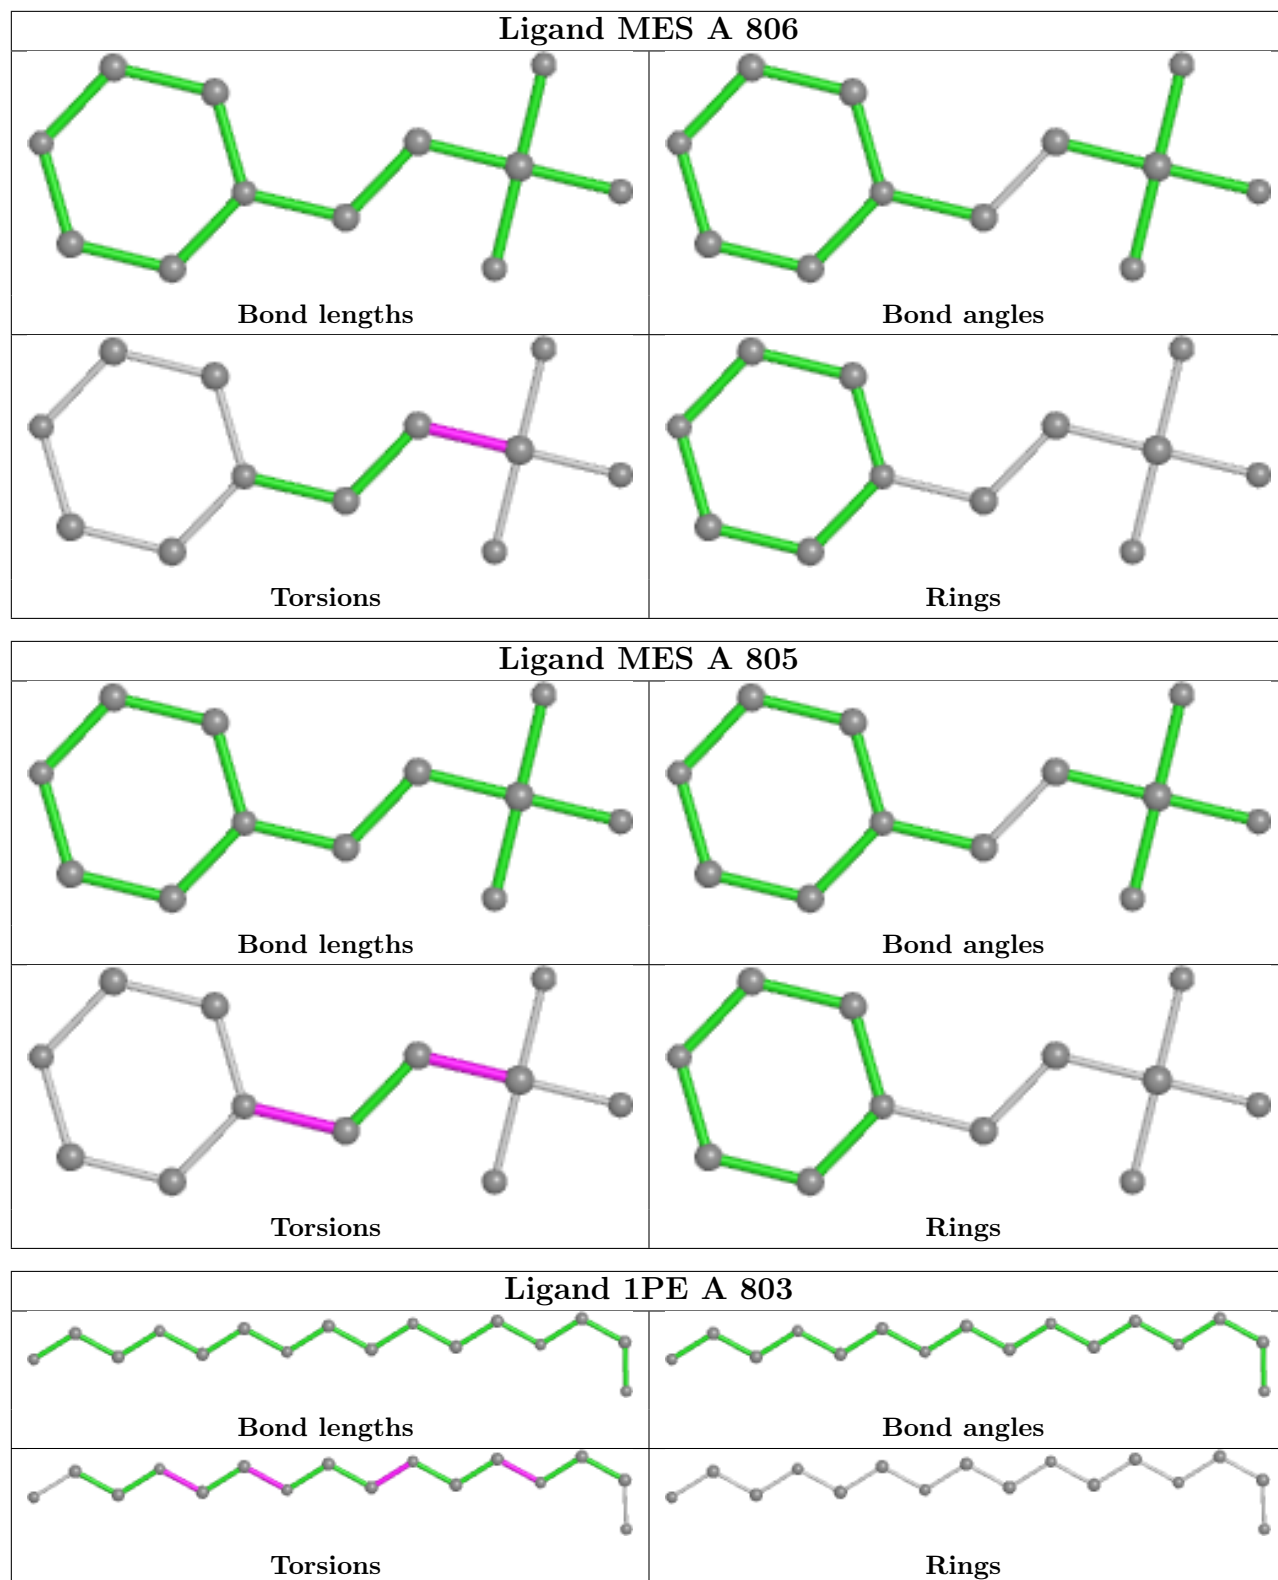 Ligand MES A 806
Bond lengths
Bond angles
Torsions
Rings
Ligand MES A 805
Bond lengths
Bond angles
Torsions
Rings
Ligand 1PE A 803
Bond lengths
Bond angles
Torsions
Rings